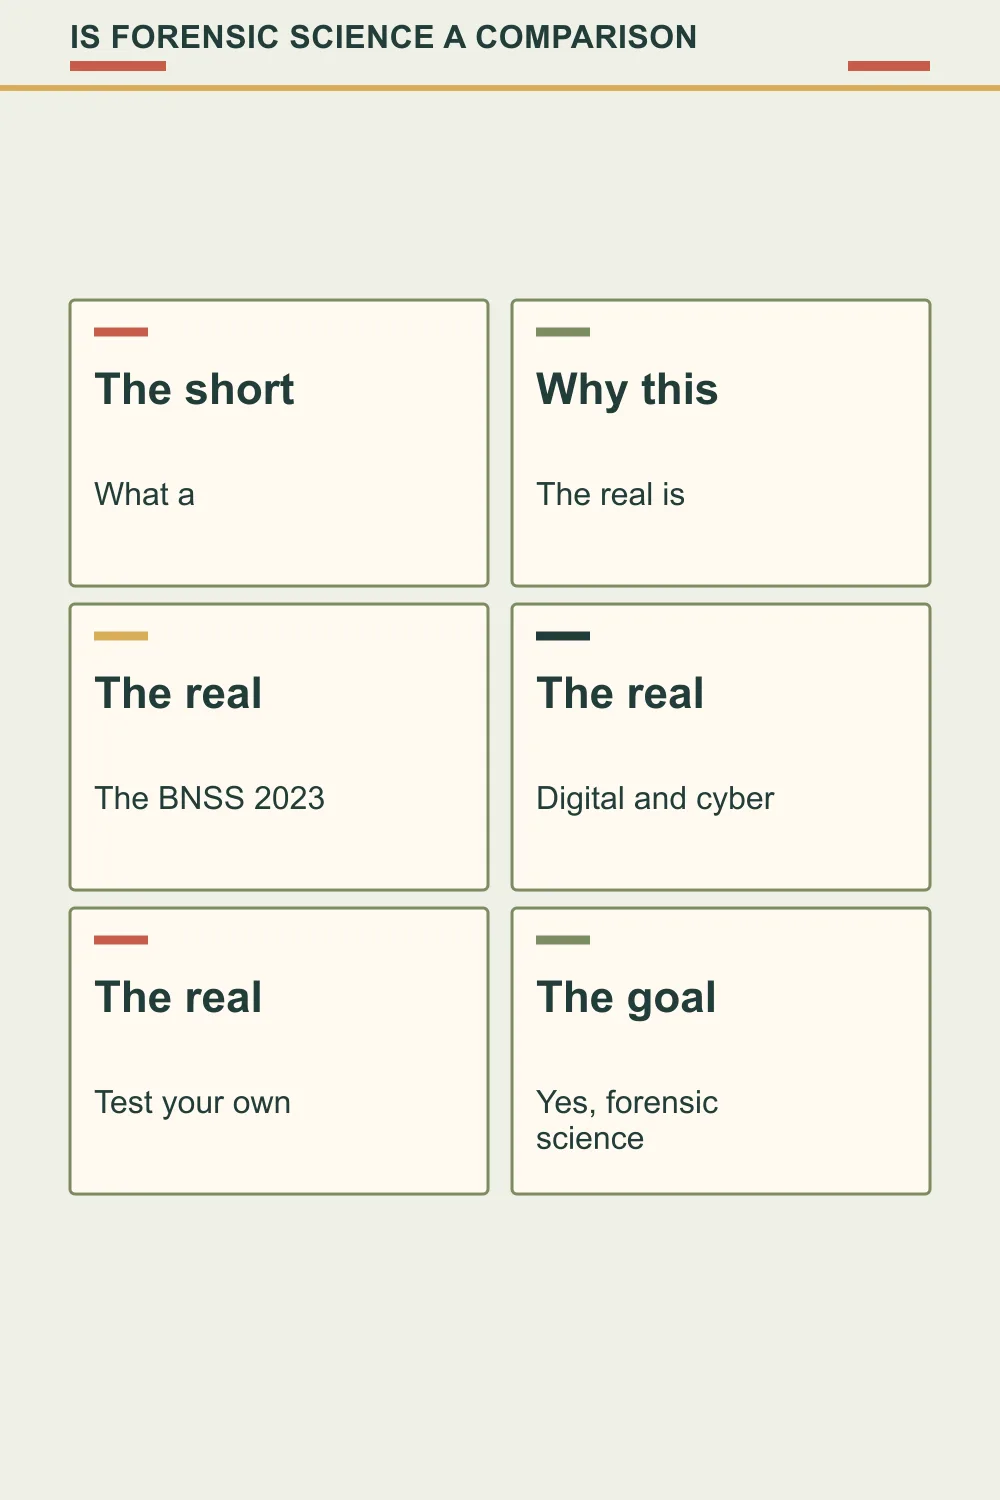 IS FORENSIC SCIENCE A COMPARISON
The short
What a
Why this
The real is
The real
The BNSS 2023
The real
Digital and cyber
The real
Test your own
The goal
Yes, forensic
science